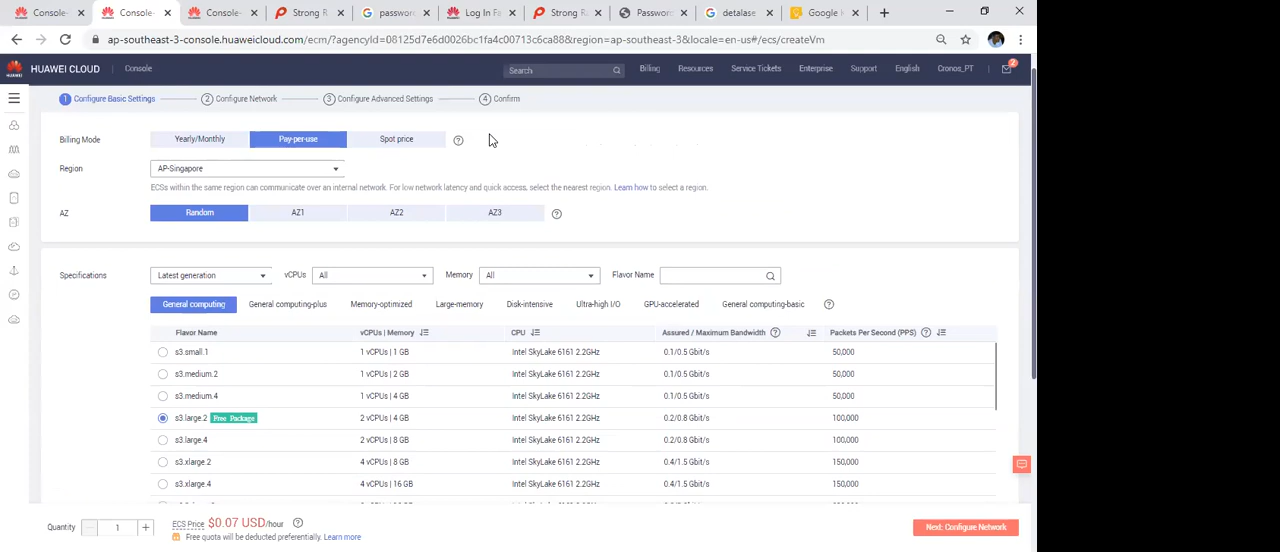 Console- Console- Console- Strong R password Log In Fa Strong Ra Password detalase Google K
ap-southeast-3-console.huaweicloud.com/ecm/?agencyId=08125d7e6d0026bc1fa4c00713c6ca88&region=ap-southeast-3&locale=en-us#/ecs/createVm
HUAWEI HUAWEI CLOUD Console Search Billing Resources Service Tickets Enterprise Support English Cronos_PT 2
1 Configure Basic Settings 2 Configure Network 3 Configure Advanced Settings 4 Confirm
Billing Mode Yearly/Monthly Pay-per-use Spot price ?
Region AP-Singapore
ECSs within the same region can communicate over an internal network. For low network latency and quick access, select the nearest region. Learn how to select a region.
AZ Random AZ1 AZ2 AZ3 ?
Specifications Latest generation vCPUs All Memory All Flavor Name
General computing General computing-plus Memory-optimized Large-memory Disk-intensive Ultra-high I/O GPU-accelerated General computing-basic ?
Flavor Name vCPUs | Memory CPU Assured / Maximum Bandwidth ? Packets Per Second (PPS) ?
s3.small.1 1 vCPUs | 1 GB Intel SkyLake 6161 2.2GHz 0.1/0.5 Gbit/s 50,000
s3.medium.2 1 vCPUs | 2 GB Intel SkyLake 6161 2.2GHz 0.1/0.5 Gbit/s 50,000
s3.medium.4 1 vCPUs | 4 GB Intel SkyLake 6161 2.2GHz 0.1/0.5 Gbit/s 50,000
s3.large.2 Free Package 2 vCPUs | 4 GB Intel SkyLake 6161 2.2GHz 0.2/0.8 Gbit/s 100,000
s3.large.4 2 vCPUs | 8 GB Intel SkyLake 6161 2.2GHz 0.2/0.8 Gbit/s 100,000
s3.xlarge.2 4 vCPUs | 8 GB Intel SkyLake 6161 2.2GHz 0.4/1.5 Gbit/s 150,000
s3.xlarge.4 4 vCPUs | 16 GB Intel SkyLake 6161 2.2GHz 0.4/1.5 Gbit/s 150,000
Quantity 1 ECS Price $0.07 USD/hour ? Next: Configure Network
Free quota will be deducted preferentially. Learn more